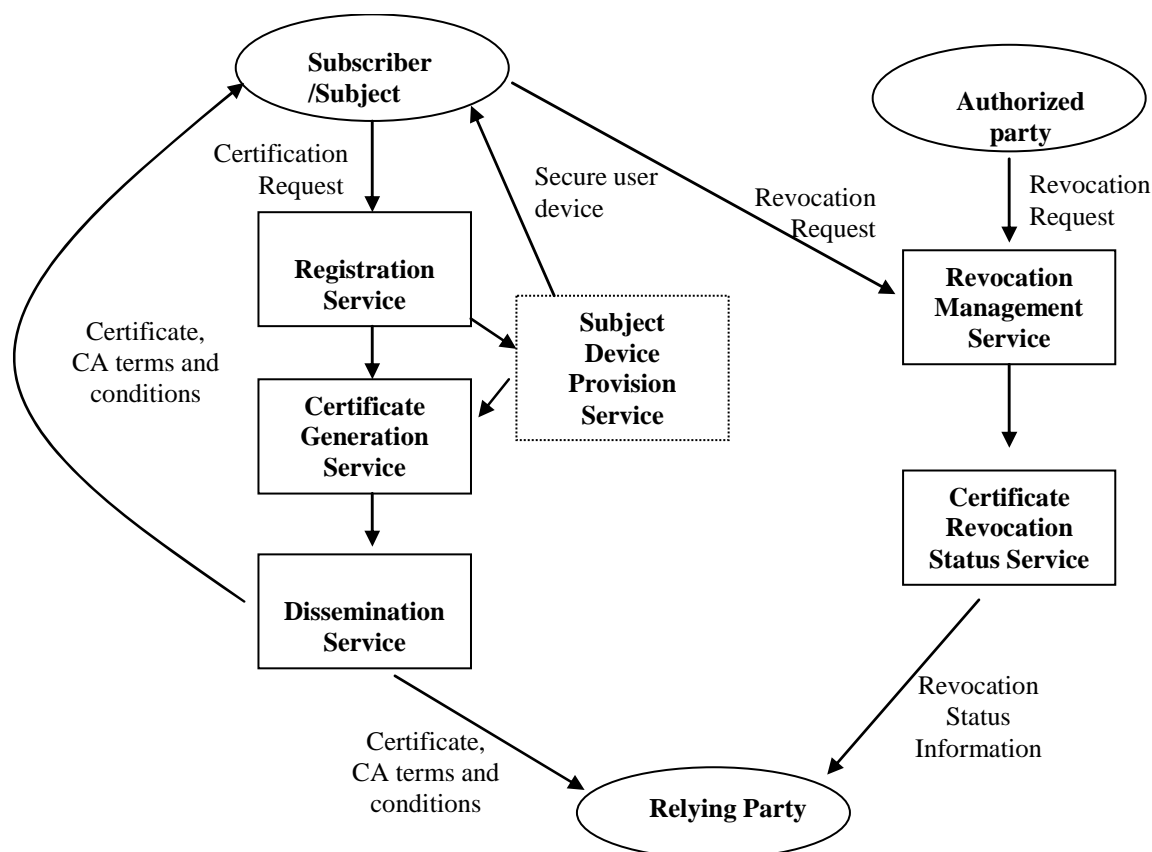 Subscriber
/Subject
Authorized
party
Certification
Request
Secure user
device
Revocation
Request
Revocation
Request
Registration
Service
Revocation
Management
Service
Subject
Device
Provision
Service
Certificate,
CA terms and
conditions
Certificate
Generation
Service
Certificate
Revocation
Status Service
Dissemination
Service
Revocation
Status
Information
Certificate,
CA terms and
conditions
Relying Party